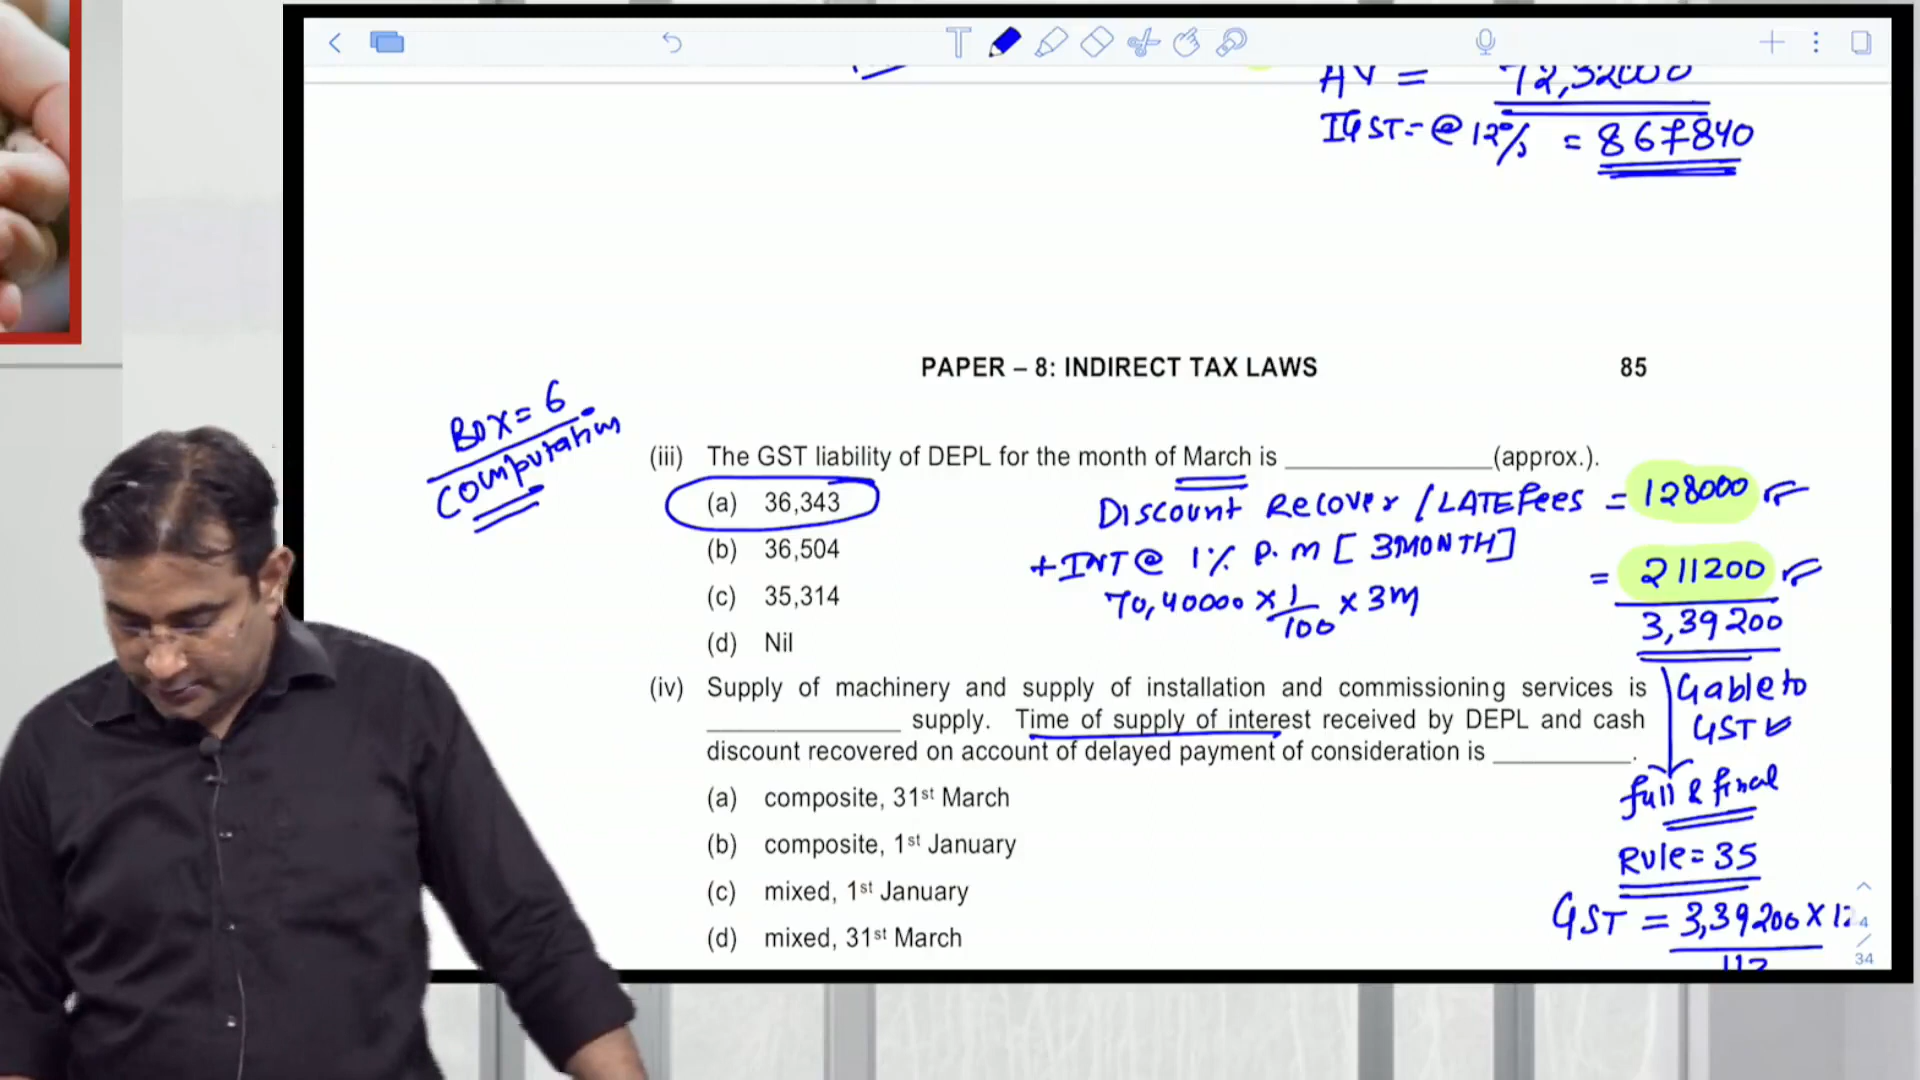 AV = 72,32000
IGST = @ 12% = 867840
PAPER – 8: INDIRECT TAX LAWS 85
BOX = 6
Computation
(iii) The GST liability of DEPL for the month of March is ______________(approx.).
(a) 36,343
(b) 36,504
(c) 35,314
(d) Nil
Discount Recover / LATE Fees = 128000
+ INT @ 1% P.m [ 3MONTH] = 211200
70,40000 × 1/100 × 3M
3,39200
(iv) Supply of machinery and supply of installation and commissioning services is
______________ supply. Time of supply of interest received by DEPL and cash
discount recovered on account of delayed payment of consideration is __________.
(a) composite, 31st March
(b) composite, 1st January
(c) mixed, 1st January
(d) mixed, 31st March
able to
GST
full & final
Rule = 35
GST = 3,39200 × 12
112
4
/
34